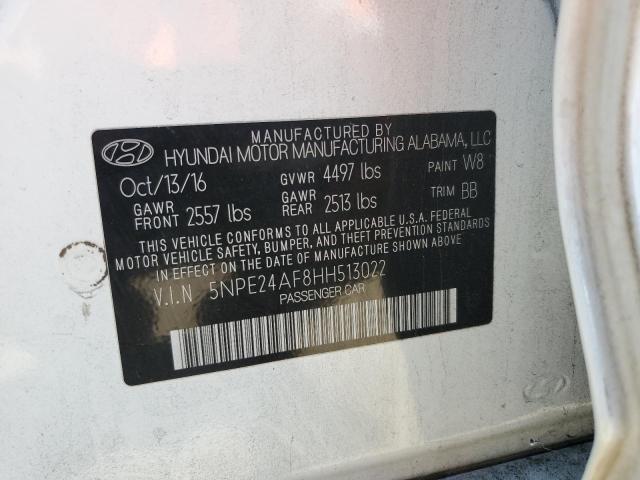 MANUFACTURED BY
HYUNDAI MOTOR MANUFACTURING ALABAMA, LLC
Oct/13/16 GVWR 4497 lbs PAINT W8
GAWR FRONT 2557 lbs GAWR REAR 2513 lbs TRIM BB
THIS VEHICLE CONFORMS TO ALL APPLICABLE U.S.A. FEDERAL
MOTOR VEHICLE SAFETY, BUMPER, AND THEFT PREVENTION STANDARDS
IN EFFECT ON THE DATE OF MANUFACTURE SHOWN ABOVE.
V.I.N. 5NPE24AF8HH513022
PASSENGER CAR